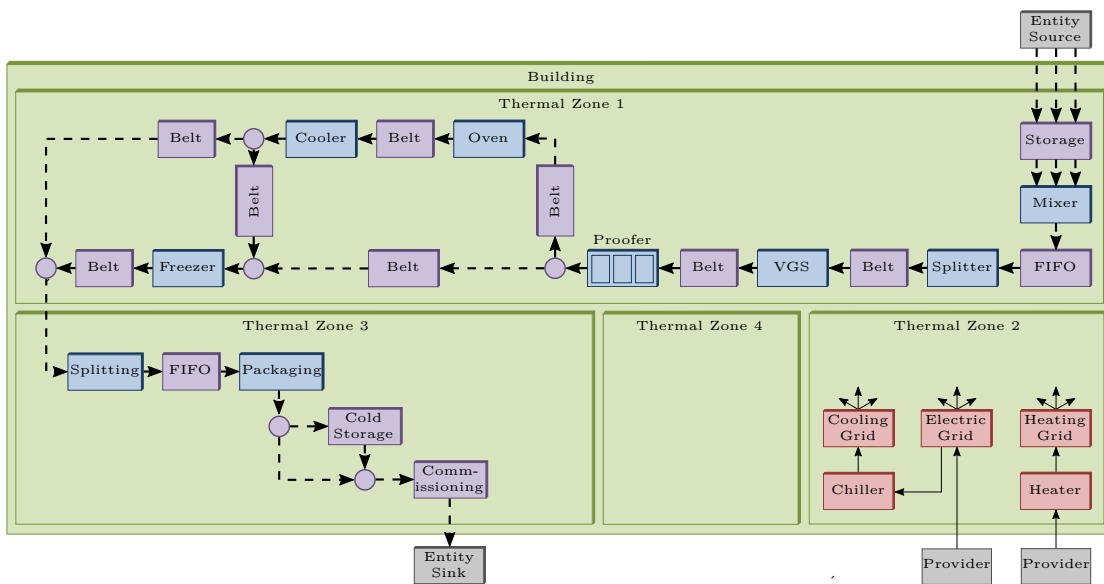 Entity
Source
Building
Thermal Zone 1
Belt
Cooler
Belt
Oven
Storage
Belt
Belt
Mixer
Proofer
Belt
Freezer
Belt
Belt
VGS
Belt
Splitter
FIFO
Thermal Zone 3
Thermal Zone 4
Thermal Zone 2
Splitting
FIFO
Packaging
Cold
Storage
Comm-
issioning
Cooling
Grid
Electric
Grid
Heating
Grid
Chiller
Heater
Entity
Sink
Provider
Provider